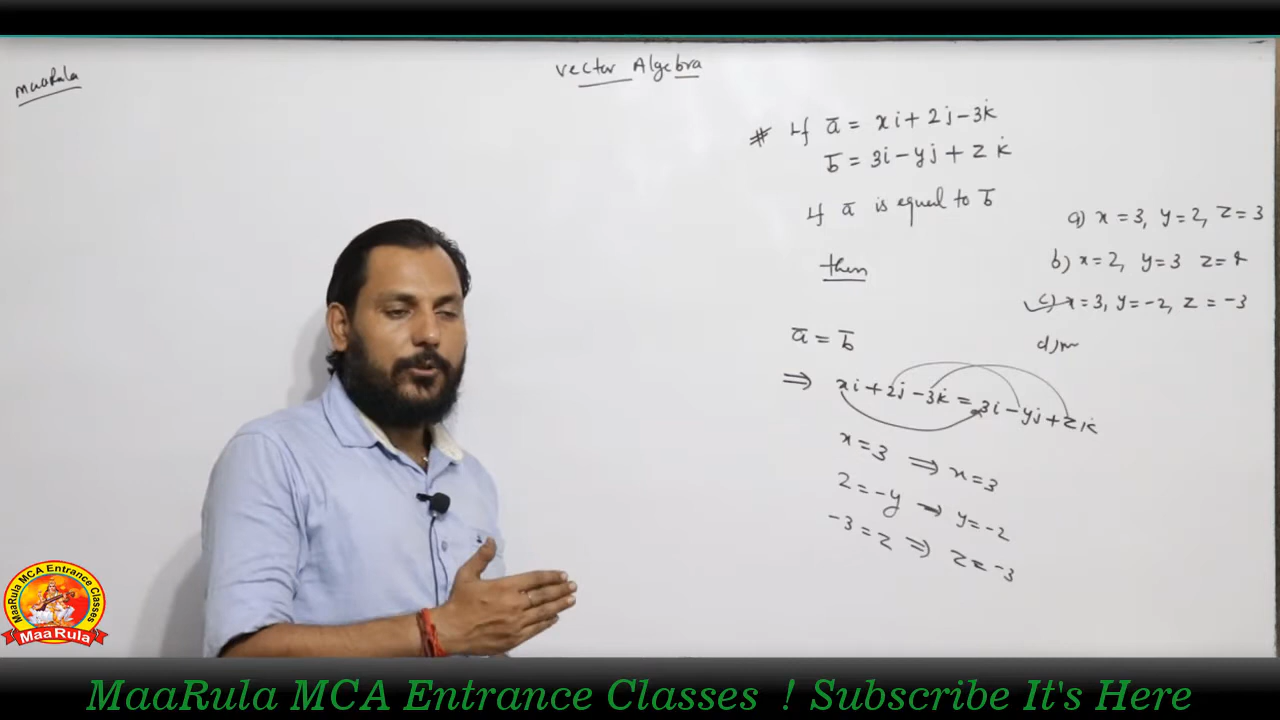 MaaRula
Vector Algebra
# If a̅ = xi + 2j - 3k
b̅ = 3i - yj + zk
If a̅ is equal to b̅
then
a) x = 3, y = 2, z = 3
b) x = 2, y = 3 z =
c) x = 3, y = -2, z = -3
d)
a̅ = b̅
⇒ xi + 2j - 3k = 3i - yj + zk
x = 3 ⇒ x = 3
2 = -y → y = -2
-3 = z ⇒ z = -3
MaaRula MCA Entrance Classes
MaaRula
MaaRula MCA Entrance Classes ! Subscribe It's Here